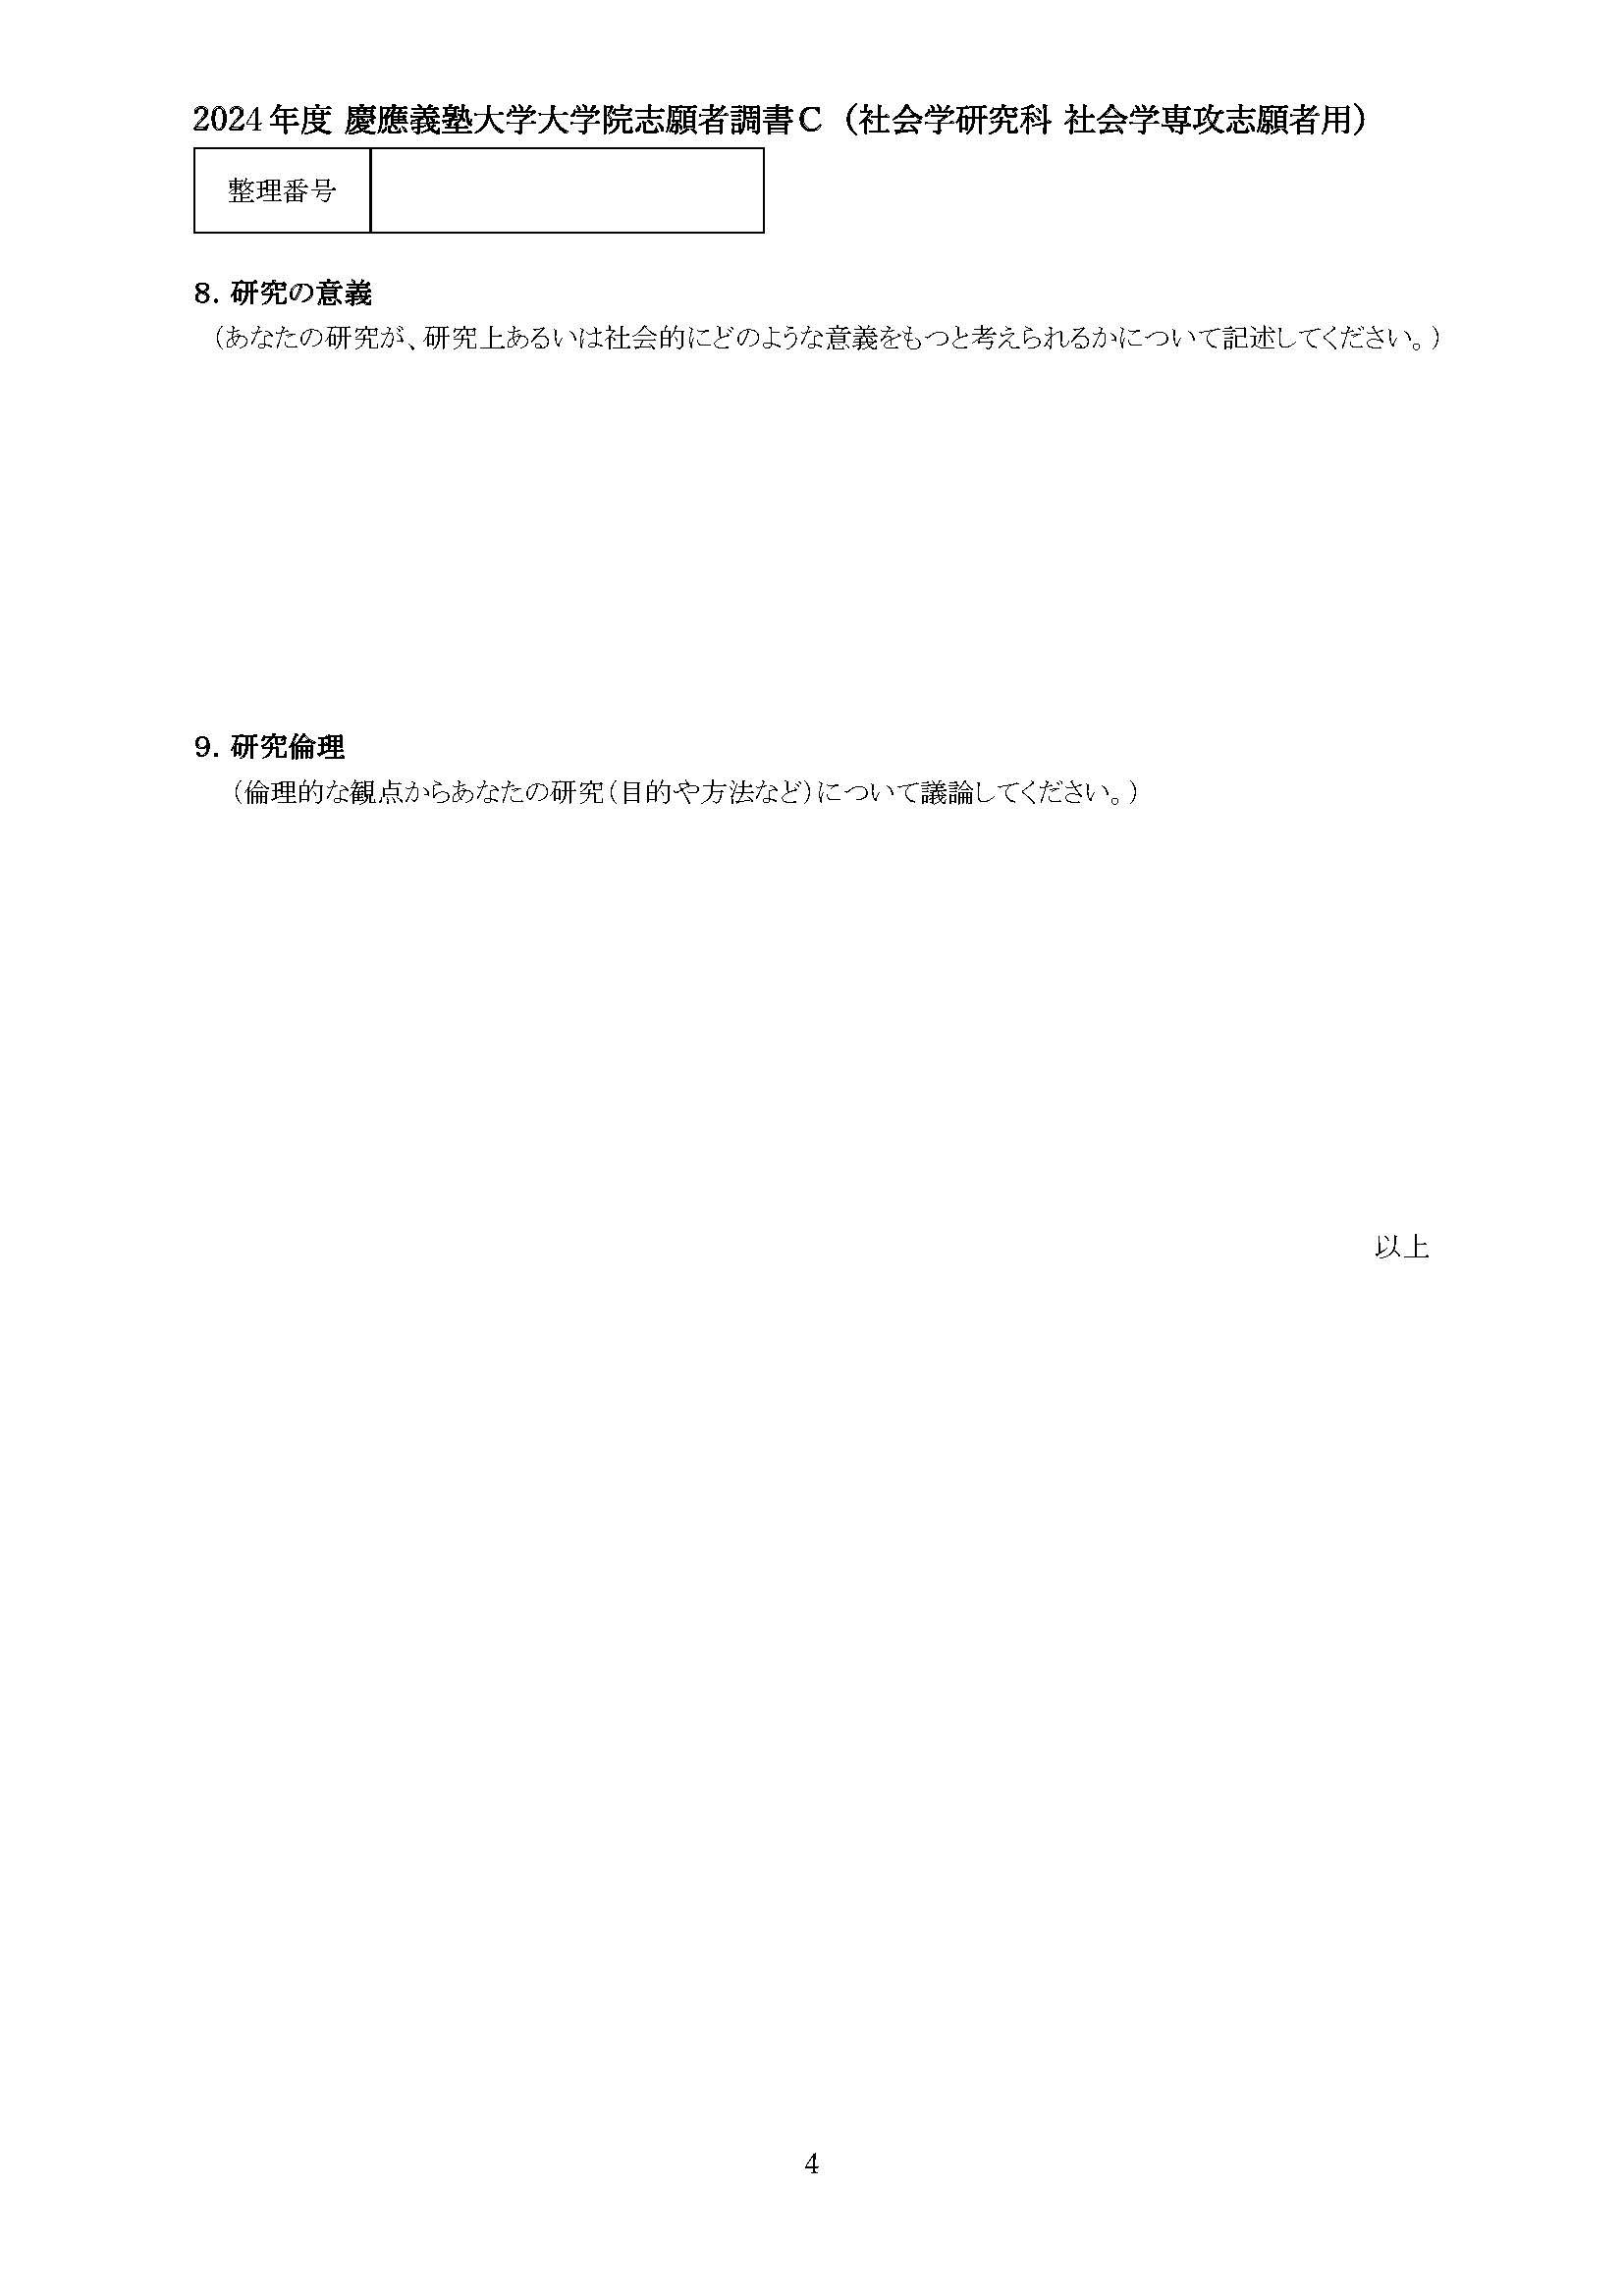 2024年度 慶應義塾大学大学院志願者調書C（社会学研究科 社会学専攻志願者用）
整理番号
8. 研究の意義
（あなたの研究が、研究上あるいは社会的にどのような意義をもつと考えられるかについて記述してください。）
9. 研究倫理
（倫理的な観点からあなたの研究（目的や方法など）について議論してください。）
以上
4